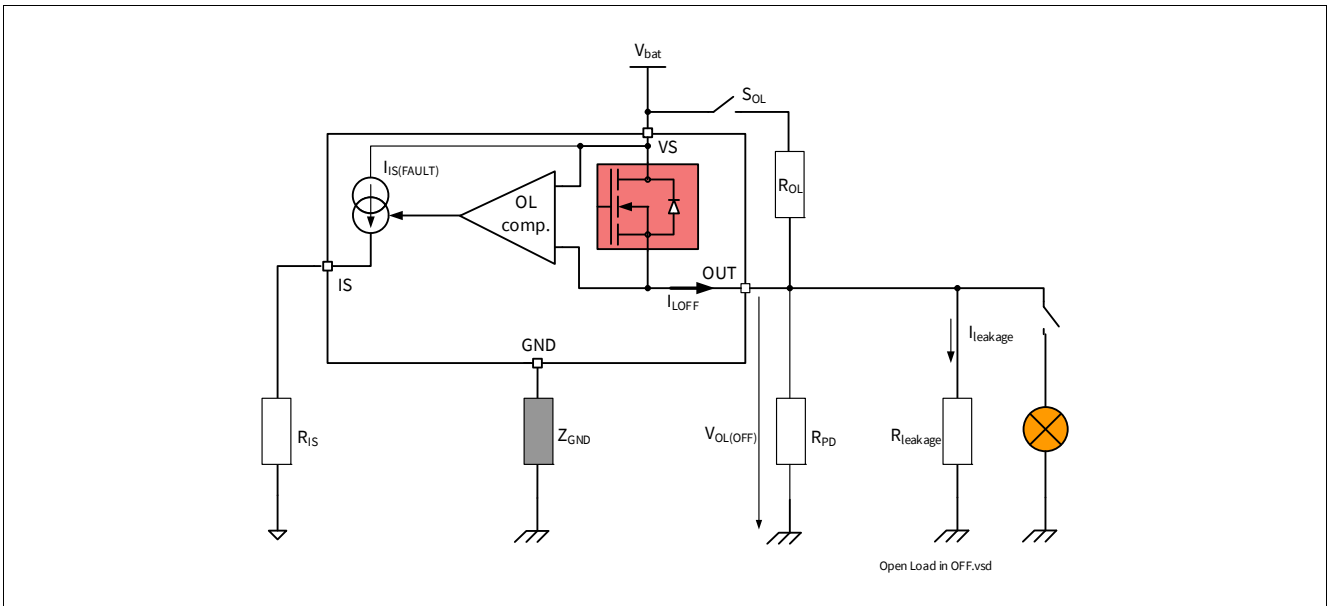 Vbat
SOL
VS
IIS(FAULT)
ROL
OL
comp.
OUT
IS
ILOFF
GND
Ileakage
RIS
ZGND
VOL(OFF)
RPD
Rleakage
Open Load in OFF.vsd